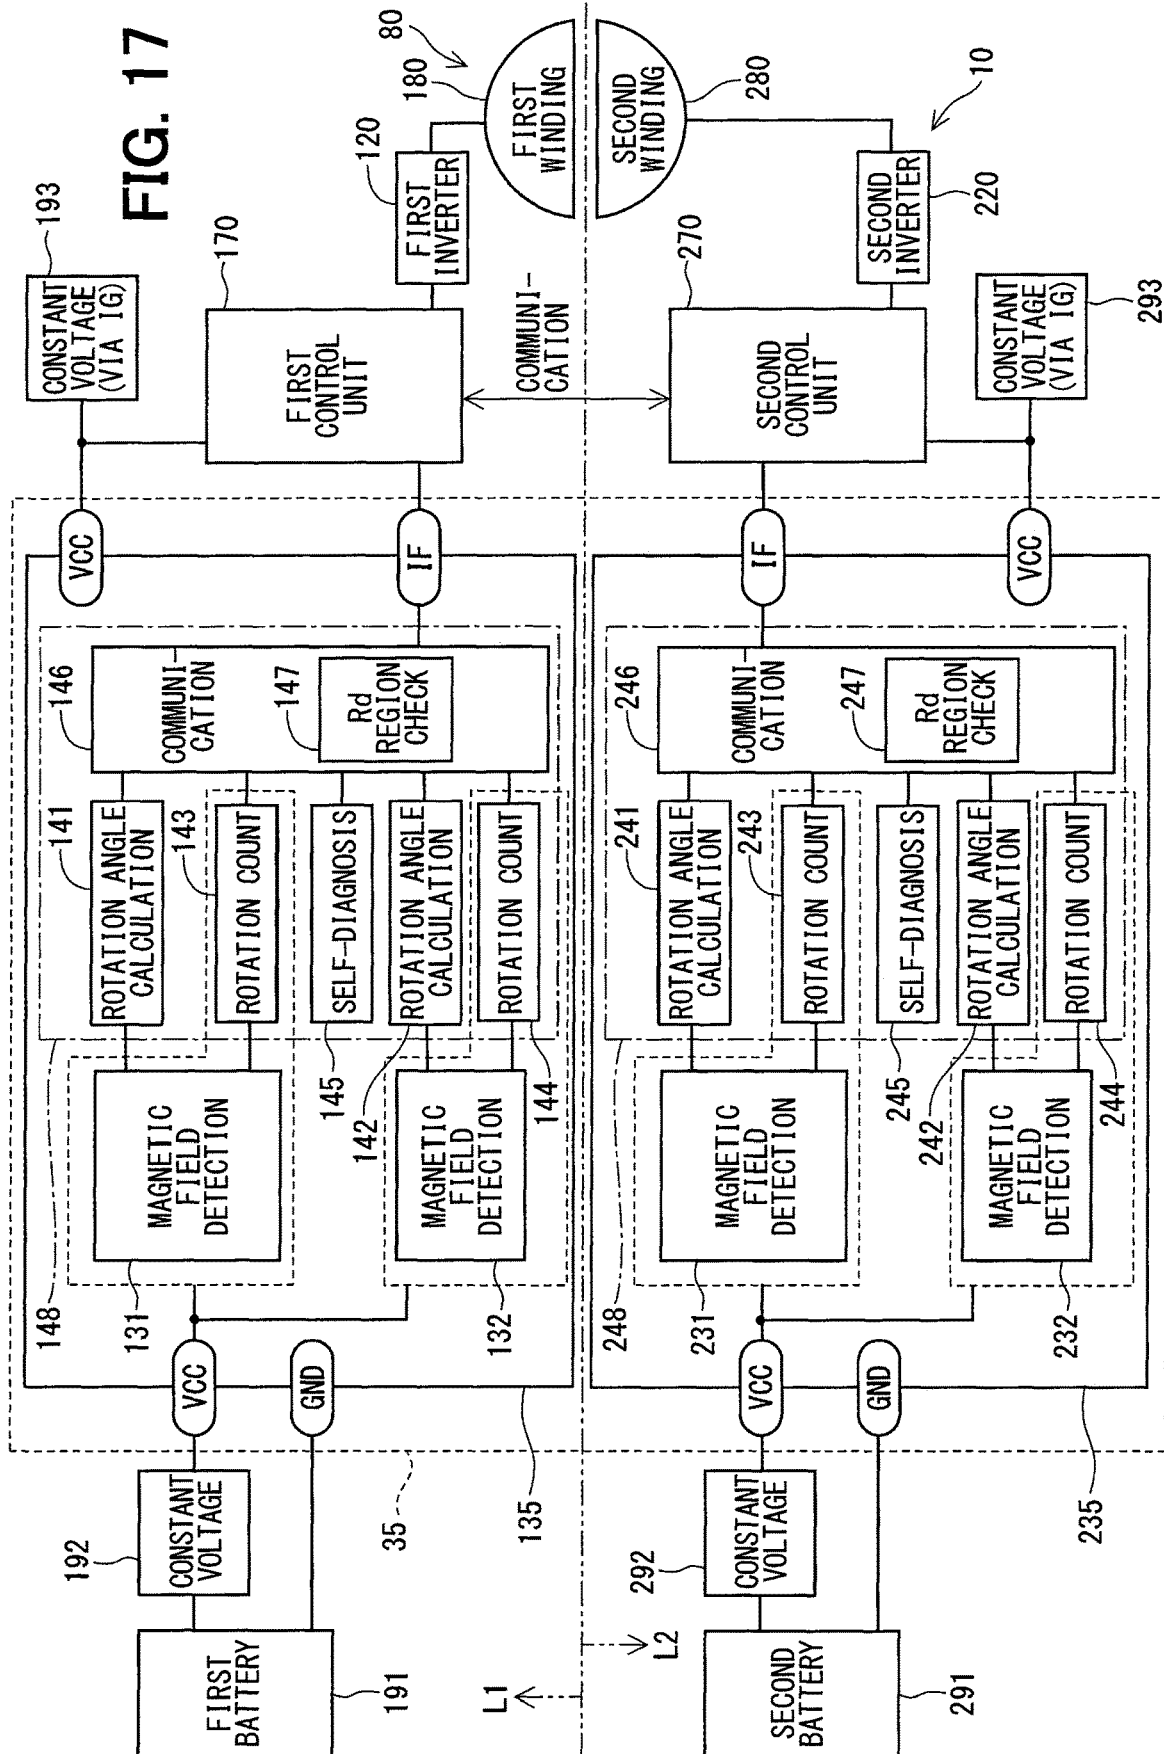 FIG. 17
193
CONSTANT
VOLTAGE
(VIA IG)
VCC
170
FIRST
CONTROL
UNIT
IF
120
FIRST
INVERTER
80
180
FIRST
WINDING
SECOND
WINDING
280
10
COMMUNI-
CATION
270
SECOND
CONTROL
UNIT
IF
SECOND
INVERTER
220
CONSTANT
VOLTAGE
(VIA IG)
293
VCC
146
COMMUNI-
CATION
147
Rd
REGION
CHECK
141
ROTATION ANGLE
CALCULATION
143
ROTATION COUNT
SELF-DIAGNOSIS
145
ROTATION ANGLE
CALCULATION
142
ROTATION COUNT
144
MAGNETIC
FIELD
DETECTION
131
MAGNETIC
FIELD
DETECTION
132
148
VCC
GND
135
35
192
CONSTANT
VOLTAGE
FIRST
BATTERY
191
L1
L2
246
COMMUNI-
CATION
247
Rd
REGION
CHECK
241
ROTATION ANGLE
CALCULATION
243
ROTATION COUNT
SELF-DIAGNOSIS
245
ROTATION ANGLE
CALCULATION
242
ROTATION COUNT
244
MAGNETIC
FIELD
DETECTION
231
MAGNETIC
FIELD
DETECTION
232
248
VCC
GND
235
292
CONSTANT
VOLTAGE
SECOND
BATTERY
291